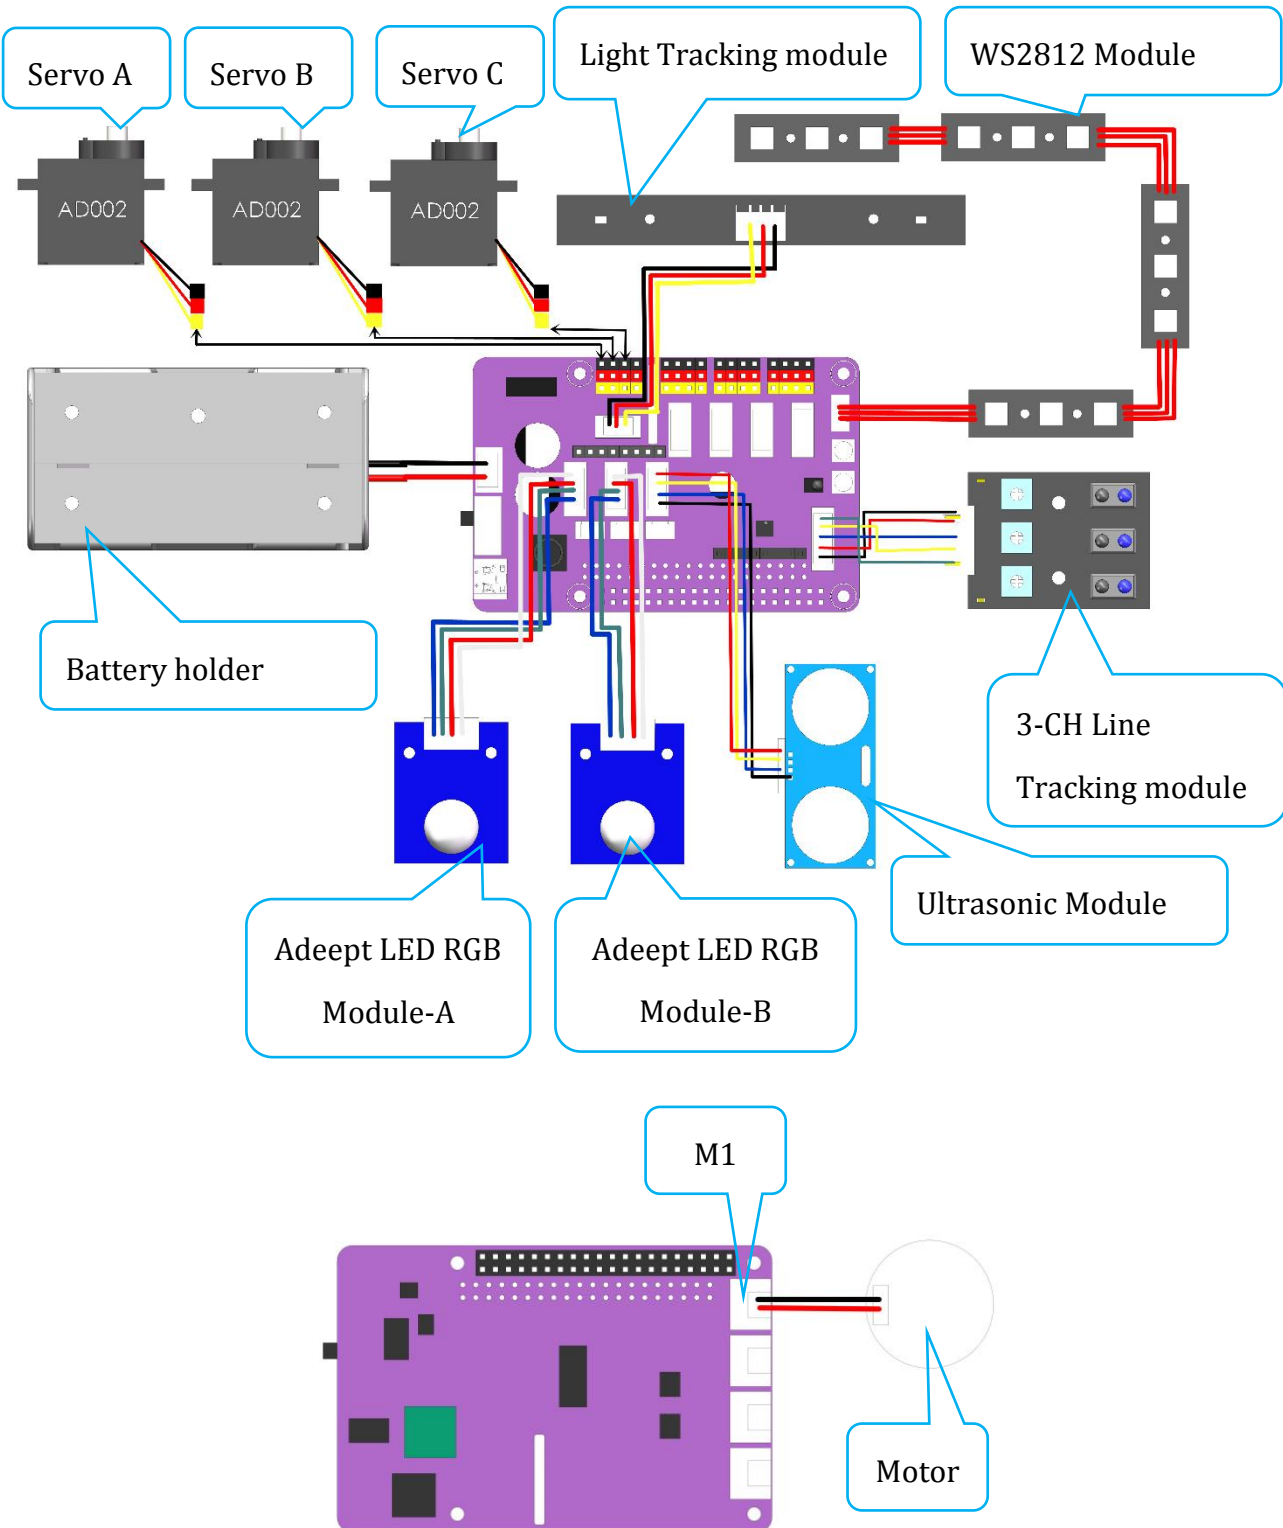 Servo A
Servo B
Servo C
Light Tracking module
WS2812 Module
AD002
AD002
AD002
Battery holder
3-CH Line
Tracking module
Ultrasonic Module
Adeept LED RGB
Module-A
Adeept LED RGB
Module-B
M1
Motor